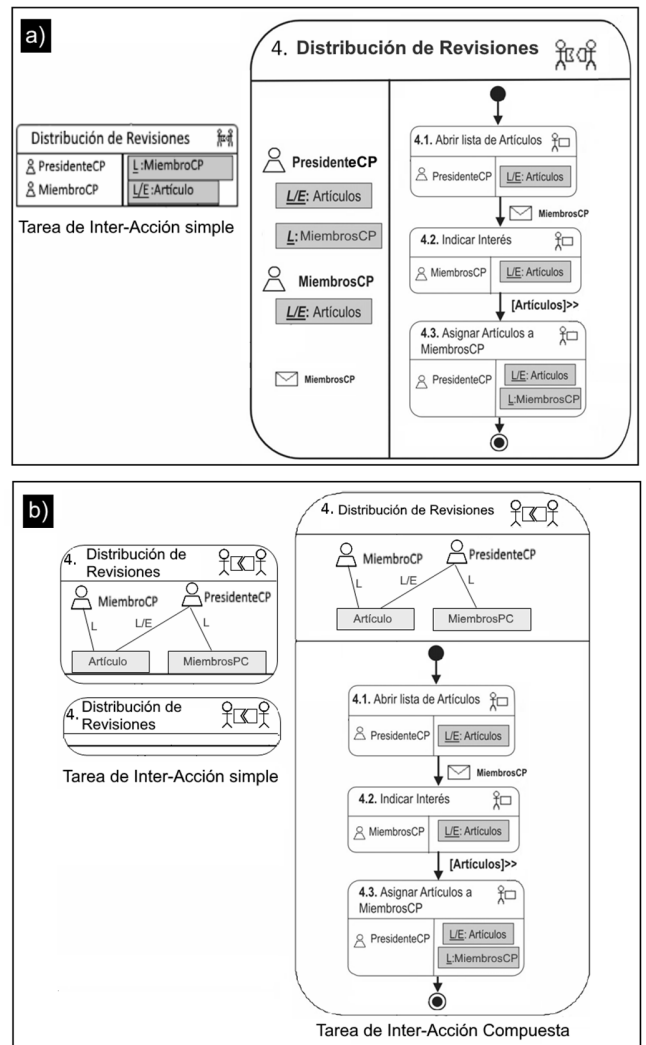 a)
Distribución de Revisiones
PresidenteCP
L:MiembroCP
MiembroCP
L/E:Artículo
Tarea de Inter-Acción simple
4. Distribución de Revisiones
PresidenteCP
L/E: Artículos
L:MiembrosCP
MiembrosCP
L/E: Artículos
MiembrosCP
4.1. Abrir lista de Artículos
PresidenteCP
L/E: Artículos
MiembrosCP
4.2. Indicar Interés
MiembrosCP
L/E: Artículos
[Artículos]>>
4.3. Asignar Artículos a
MiembrosCP
PresidenteCP
L/E: Artículos
L:MiembrosCP
b)
4. Distribución de
Revisiones
MiembroCP
PresidenteCP
L
L/E
L
Artículo
MiembrosPC
4. Distribución de
Revisiones
Tarea de Inter-Acción simple
4. Distribución de Revisiones
MiembroCP
PresidenteCP
L
L/E
L
Artículo
MiembrosPC
4.1. Abrir lista de Artículos
PresidenteCP
L/E: Artículos
MiembrosCP
4.2. Indicar Interés
MiembrosCP
L/E: Artículos
[Artículos]>>
4.3. Asignar Artículos a
MiembrosCP
PresidenteCP
L/E: Artículos
L:MiembrosCP
Tarea de Inter-Acción Compuesta